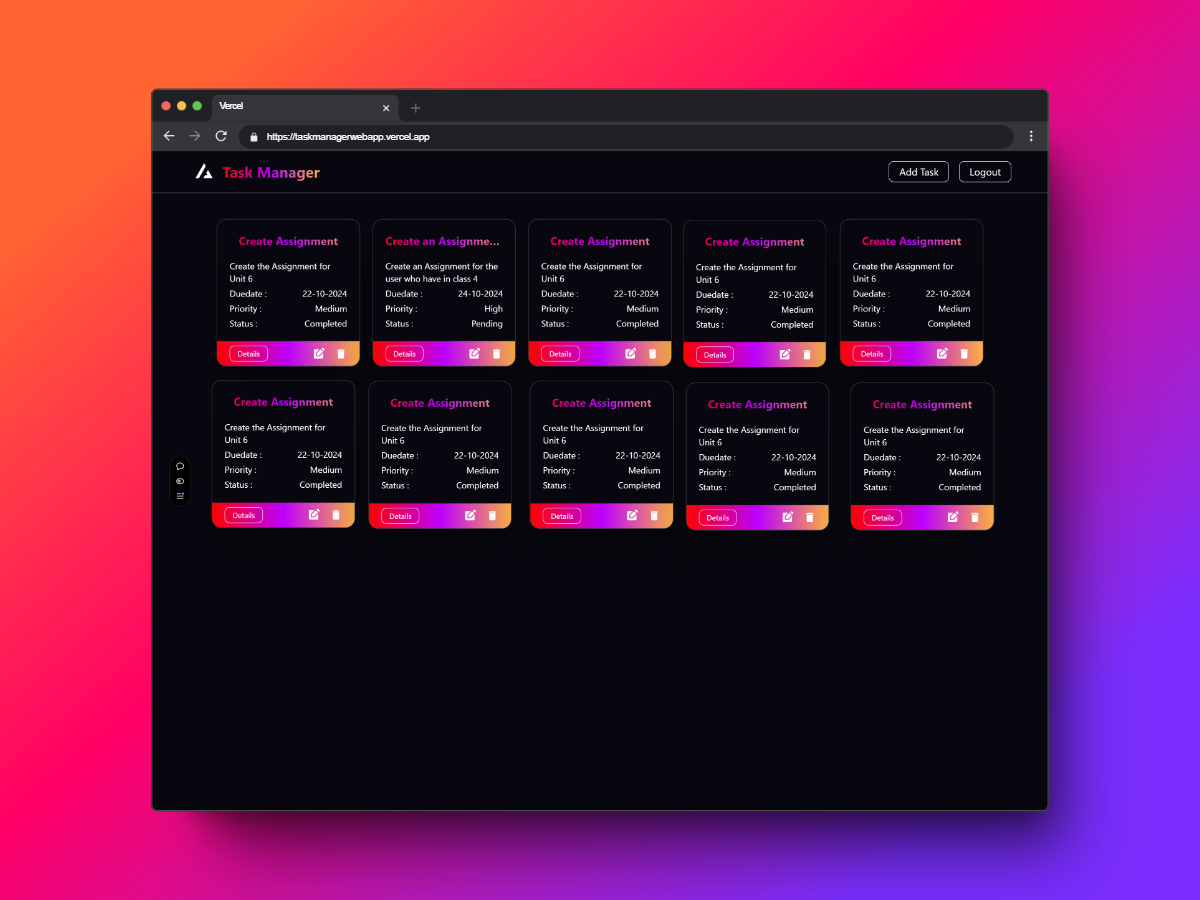 Vercel
https://taskmanagerwebapp.vercel.app
Task Manager
Add Task
Logout
Create Assignment
Create the Assignment for
Unit 6
Duedate : 22-10-2024
Priority : Medium
Status : Completed
Details
Create an Assignme...
Create an Assignment for the
user who have in class 4
Duedate : 24-10-2024
Priority : High
Status : Pending
Details
Create Assignment
Create the Assignment for
Unit 6
Duedate : 22-10-2024
Priority : Medium
Status : Completed
Details
Create Assignment
Create the Assignment for
Unit 6
Duedate : 22-10-2024
Priority : Medium
Status : Completed
Details
Create Assignment
Create the Assignment for
Unit 6
Duedate : 22-10-2024
Priority : Medium
Status : Completed
Details
Create Assignment
Create the Assignment for
Unit 6
Duedate : 22-10-2024
Priority : Medium
Status : Completed
Details
Create Assignment
Create the Assignment for
Unit 6
Duedate : 22-10-2024
Priority : Medium
Status : Completed
Details
Create Assignment
Create the Assignment for
Unit 6
Duedate : 22-10-2024
Priority : Medium
Status : Completed
Details
Create Assignment
Create the Assignment for
Unit 6
Duedate : 22-10-2024
Priority : Medium
Status : Completed
Details
Create Assignment
Create the Assignment for
Unit 6
Duedate : 22-10-2024
Priority : Medium
Status : Completed
Details